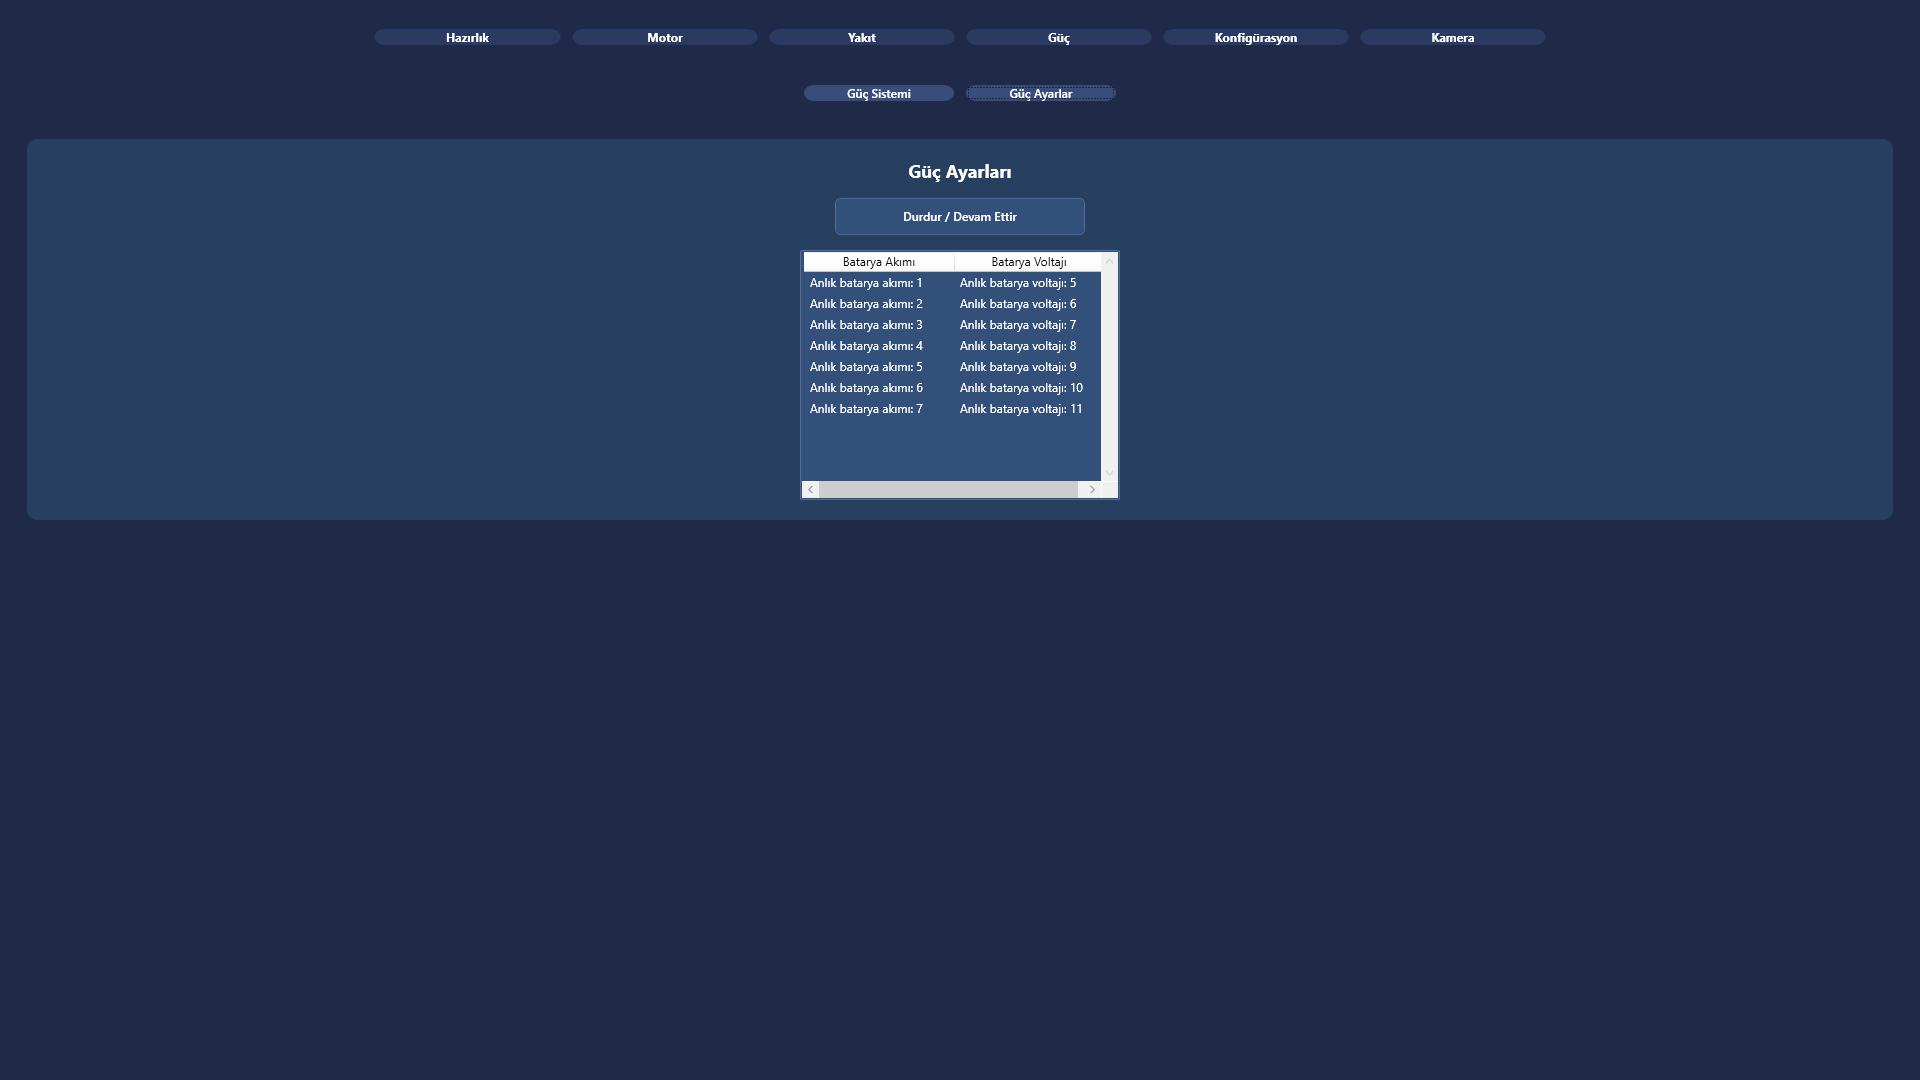 Hazırlık Motor Yakıt Güç Konfigürasyon Kamera
Güç Sistemi Güç Ayarlar
Güç Ayarları
Durdur / Devam Ettir
Batarya Akımı Batarya Voltajı
Anlık batarya akımı: 1 Anlık batarya voltajı: 5
Anlık batarya akımı: 2 Anlık batarya voltajı: 6
Anlık batarya akımı: 3 Anlık batarya voltajı: 7
Anlık batarya akımı: 4 Anlık batarya voltajı: 8
Anlık batarya akımı: 5 Anlık batarya voltajı: 9
Anlık batarya akımı: 6 Anlık batarya voltajı: 10
Anlık batarya akımı: 7 Anlık batarya voltajı: 11